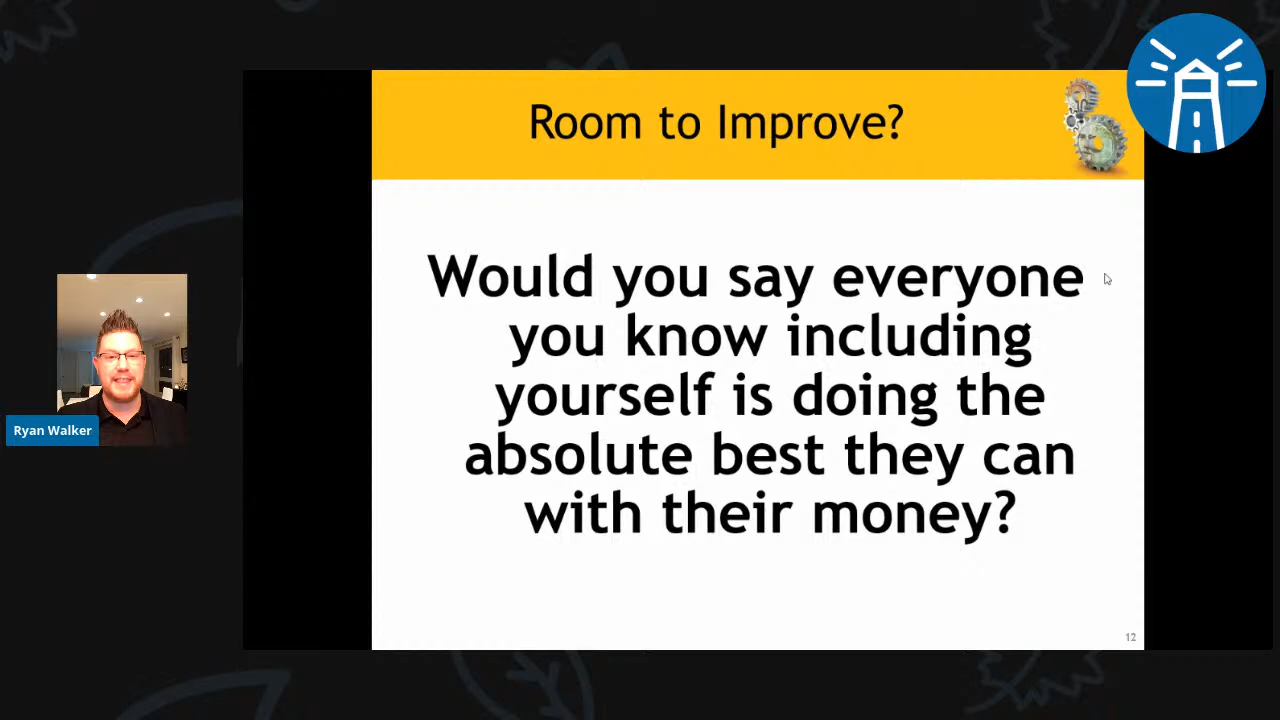 Room to Improve?
Would you say everyone
you know including
yourself is doing the
absolute best they can
with their money?
Ryan Walker
12